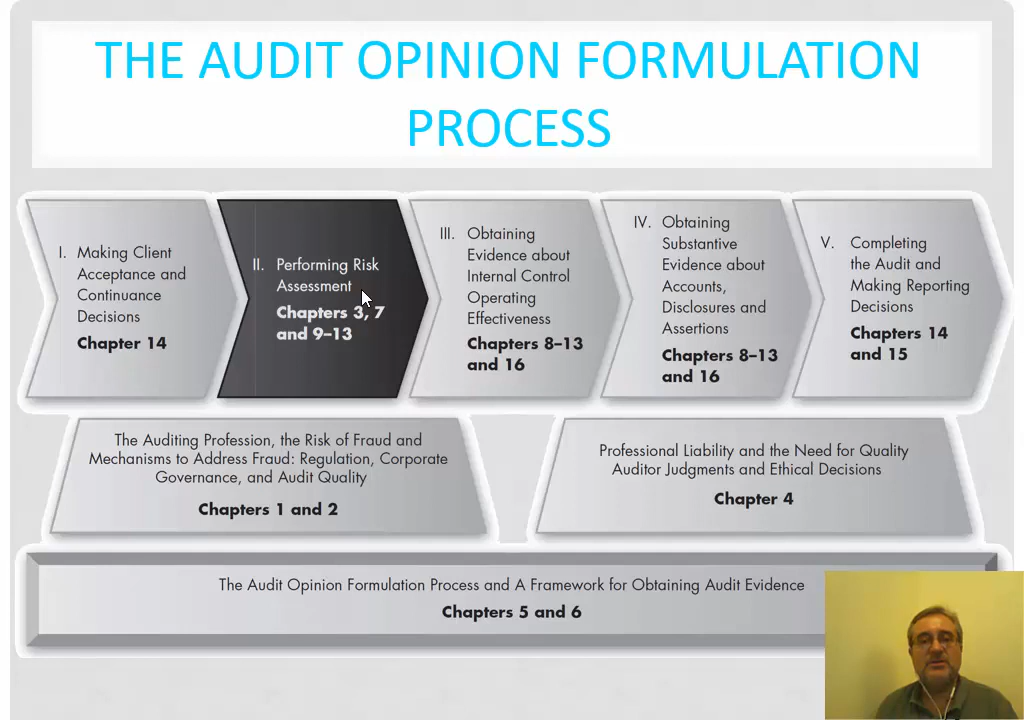 THE AUDIT OPINION FORMULATION
PROCESS
I. Making Client
Acceptance and
Continuance
Decisions
Chapter 14
II. Performing Risk
Assessment
Chapters 3, 7
and 9–13
III. Obtaining
Evidence about
Internal Control
Operating
Effectiveness
Chapters 8–13
and 16
IV. Obtaining
Substantive
Evidence about
Accounts,
Disclosures and
Assertions
Chapters 8–13
and 16
V. Completing
the Audit and
Making Reporting
Decisions
Chapters 14
and 15
The Auditing Profession, the Risk of Fraud and
Mechanisms to Address Fraud: Regulation, Corporate
Governance, and Audit Quality
Chapters 1 and 2
Professional Liability and the Need for Quality
Auditor Judgments and Ethical Decisions
Chapter 4
The Audit Opinion Formulation Process and A Framework for Obtaining Audit Evidence
Chapters 5 and 6